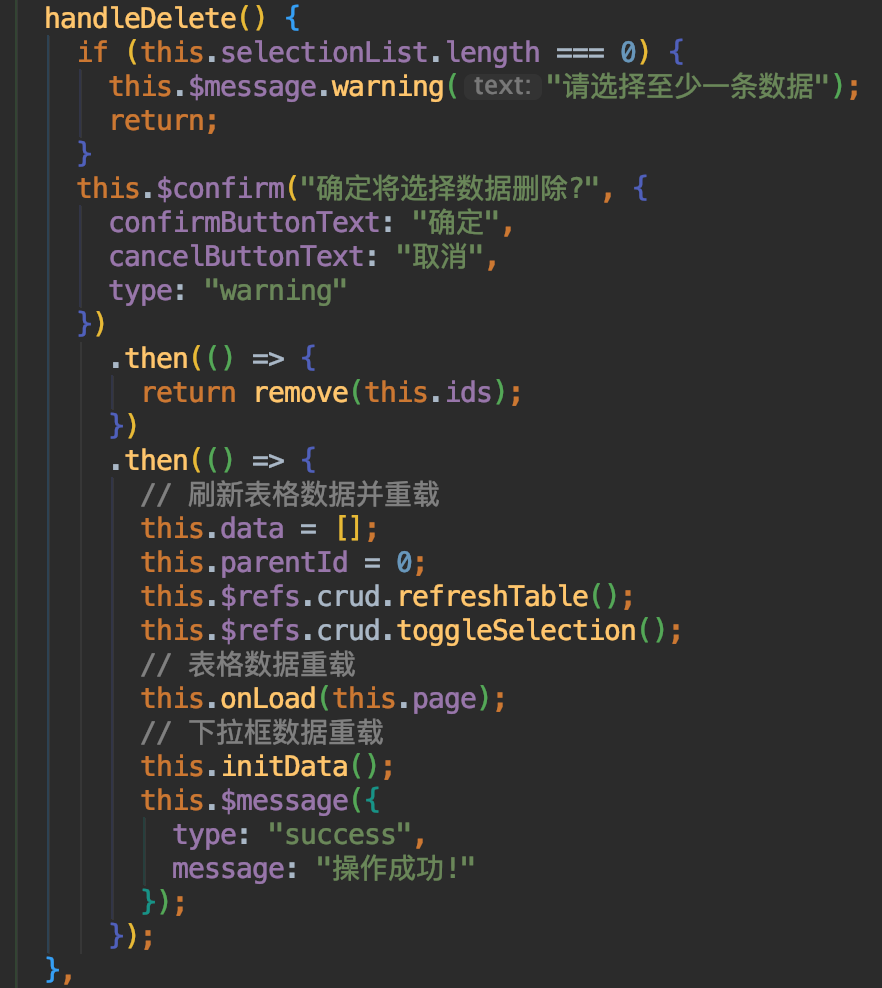 handleDelete() {
if (this.selectionList.length === 0) {
this.$message.warning( text: "请选择至少一条数据");
return;
}
this.$confirm("确定将选择数据删除?", {
confirmButtonText: "确定",
cancelButtonText: "取消",
type: "warning"
})
.then(() => {
return remove(this.ids);
})
.then(() => {
// 刷新表格数据并重载
this.data = [];
this.parentId = 0;
this.$refs.crud.refreshTable();
this.$refs.crud.toggleSelection();
// 表格数据重载
this.onLoad(this.page);
// 下拉框数据重载
this.initData();
this.$message({
type: "success",
message: "操作成功!"
});
});
},